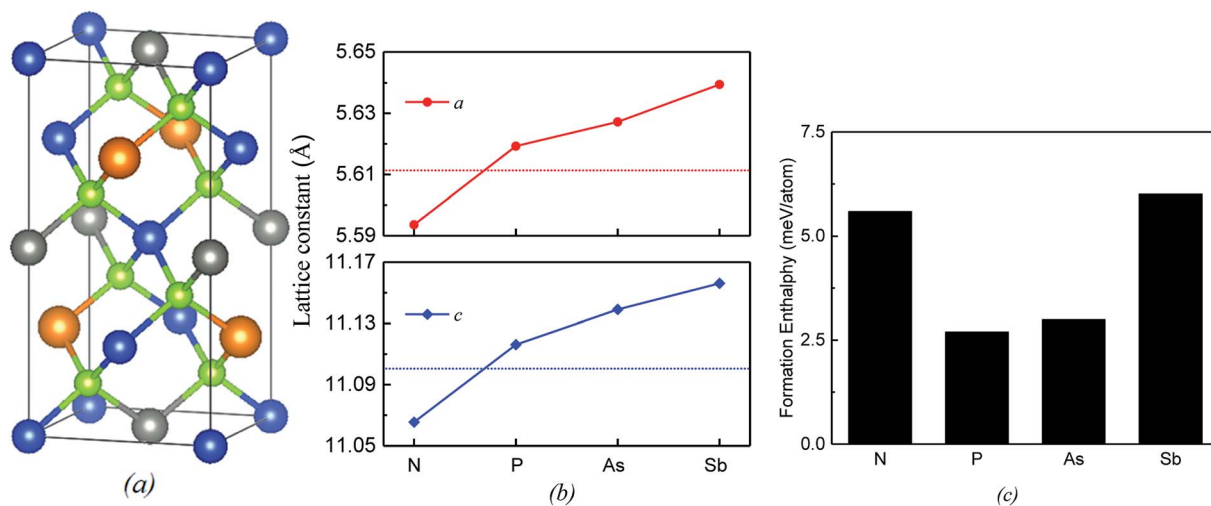 (a)
Lattice constant (Å)
5.65
5.63
5.61
5.59
a
11.17
11.13
11.09
11.05
c
N P As Sb
(b)
Formation Enthalphy (meV/atom)
7.5
5.0
2.5
0.0
N P As Sb
(c)